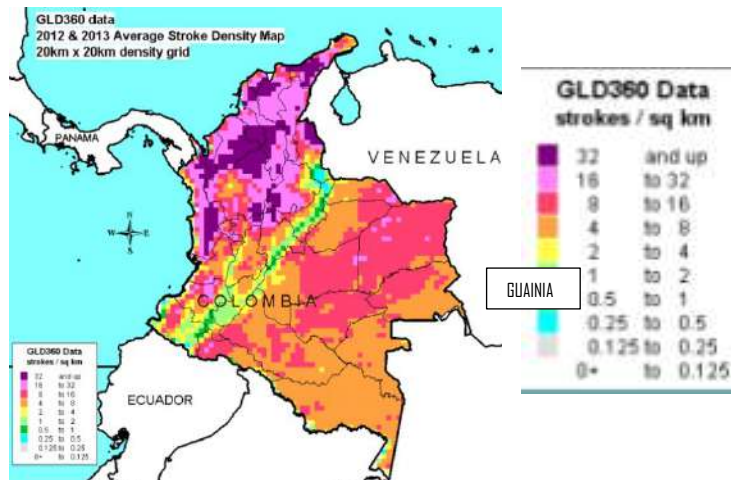 GLD360 data
2012 & 2013 Average Stroke Density Map
20km x 20km density grid
PANAMA
VENEZUELA
N
W E
S
COLOMBIA
ECUADOR
GLD360 Data
strokes / sq km
32 and up
16 to 32
8 to 16
4 to 8
2 to 4
1 to 2
0.5 to 1
0.25 to 0.5
0.125 to 0.25
0+ to 0.125
GLD360 Data
strokes / sq km
32 and up
16 to 32
8 to 16
4 to 8
2 to 4
1 to 2
0.5 to 1
0.25 to 0.5
0.125 to 0.25
0+ to 0.125
GUAINIA